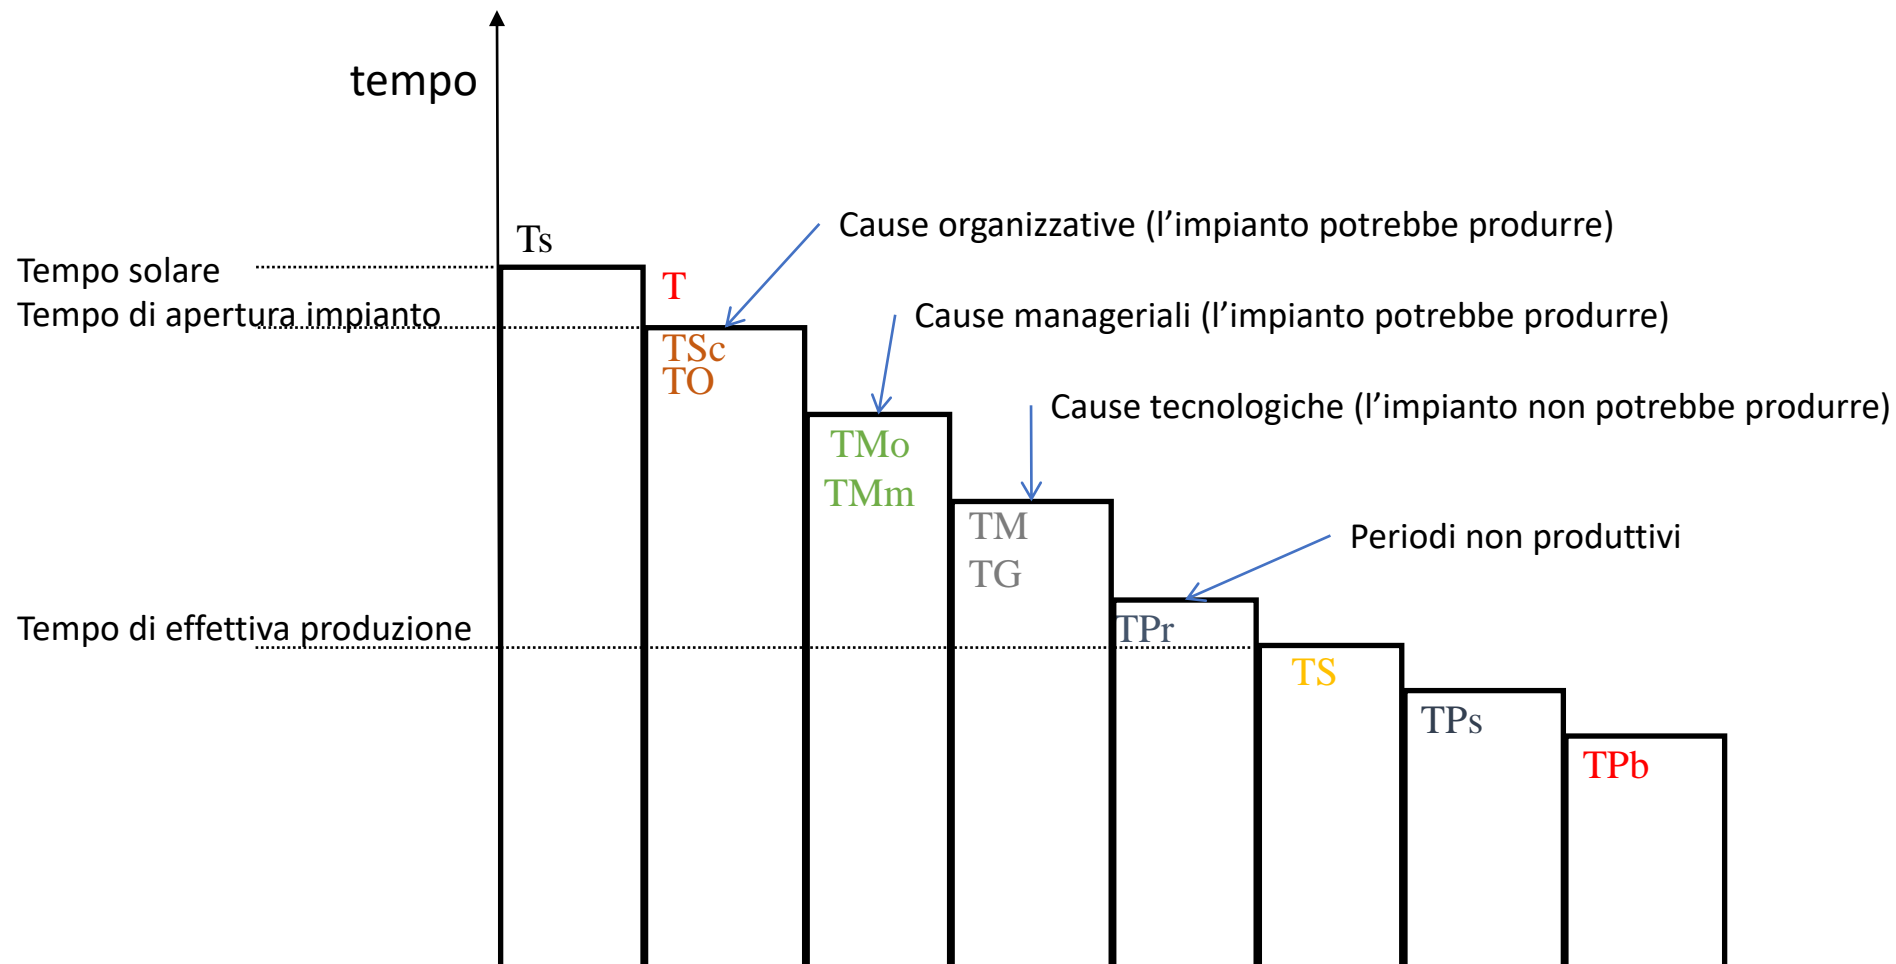 tempo
Ts
Cause organizzative (l’impianto potrebbe produrre)
Tempo solare
T
Tempo di apertura impianto
Cause manageriali (l’impianto potrebbe produrre)
TSc
TO
Cause tecnologiche (l’impianto non potrebbe produrre)
TMo
TMm
TM
TG
Periodi non produttivi
Tempo di effettiva produzione
TPr
TS
TPs
TPb